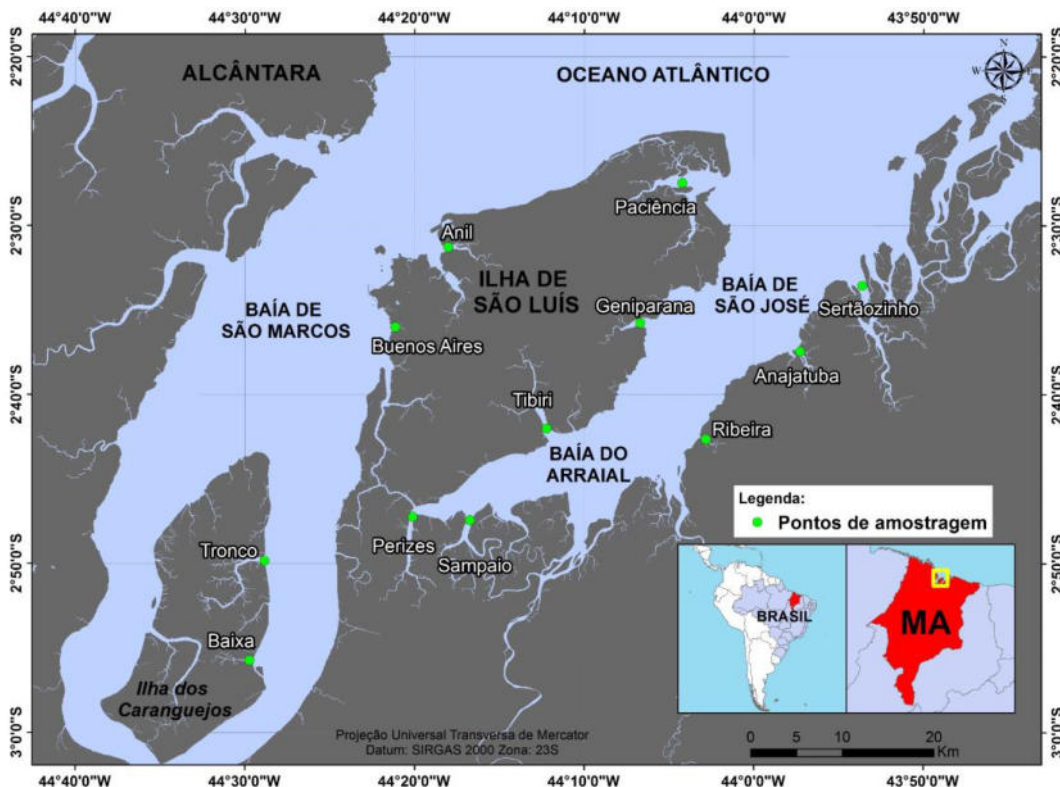 44°40'0"W 44°30'0"W 44°20'0"W 44°10'0"W 44°0'0"W 43°50'0"W
2°20'0"S
2°20'0"S
ALCÂNTARA
OCEANO ATLÂNTICO
N
W
E
S
Paciência
2°30'0"S
2°30'0"S
Anil
ILHA DE
SÃO LUÍS
BAÍA DE
SÃO MARCOS
BAÍA DE
SÃO JOSÉ
Geniparana
Sertãozinho
Buenos Aires
Anajatuba
2°40'0"S
2°40'0"S
Tibiri
Ribeira
BAÍA DO
ARRAIAL
Legenda:
Pontos de amostragem
Perizes
Sampaio
Tronco
2°50'0"S
2°50'0"S
BRASIL
MA
Baixa
Ilha dos
Caranguejos
3°0'0"S
3°0'0"S
Projeção Universal Transversa de Mercator
Datum: SIRGAS 2000 Zona: 23S
0 5 10 20
Km
44°40'0"W 44°30'0"W 44°20'0"W 44°10'0"W 44°0'0"W 43°50'0"W